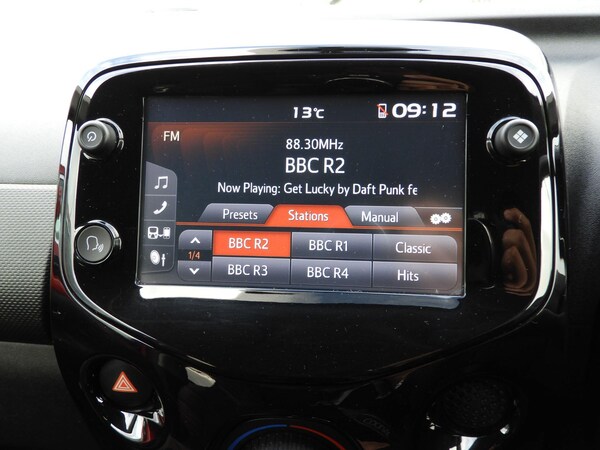 13°C 09:12
FM
88.30MHz
BBC R2
Now Playing: Get Lucky by Daft Punk fe
Presets Stations Manual
BBC R2 BBC R1 Classic
1/4
BBC R3 BBC R4 Hits